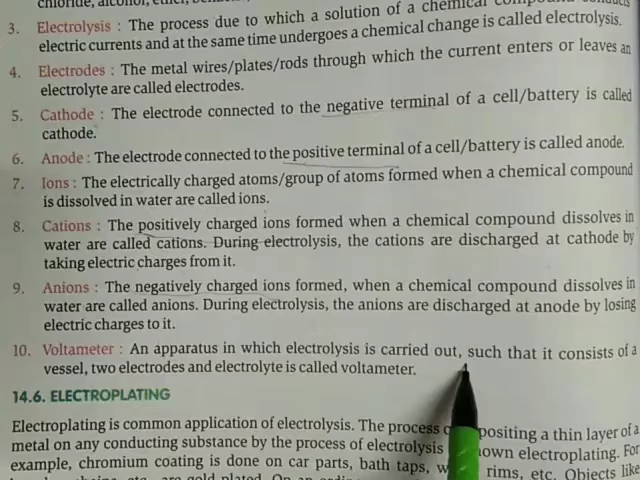 chloride, alcohol, ether,
3. Electrolysis : The process due to which a solution of a chemical compound conducts
electric currents and at the same time undergoes a chemical change is called electrolysis.
4. Electrodes : The metal wires/plates/rods through which the current enters or leaves an
electrolyte are called electrodes.
5. Cathode : The electrode connected to the negative terminal of a cell/battery is called
cathode.
6. Anode : The electrode connected to the positive terminal of a cell/battery is called anode.
7. Ions : The electrically charged atoms/group of atoms formed when a chemical compound
is dissolved in water are called ions.
8. Cations : The positively charged ions formed when a chemical compound dissolves in
water are called cations. During electrolysis, the cations are discharged at cathode by
taking electric charges from it.
9. Anions : The negatively charged ions formed, when a chemical compound dissolves in
water are called anions. During electrolysis, the anions are discharged at anode by losing
electric charges to it.
10. Voltameter : An apparatus in which electrolysis is carried out, such that it consists of a
vessel, two electrodes and electrolyte is called voltameter.
14.6. ELECTROPLATING
Electroplating is common application of electrolysis. The process positing a thin layer of a
metal on any conducting substance by the process of electrolysis nown electroplating. For
example, chromium coating is done on car parts, bath taps, w rims, etc. Objects like